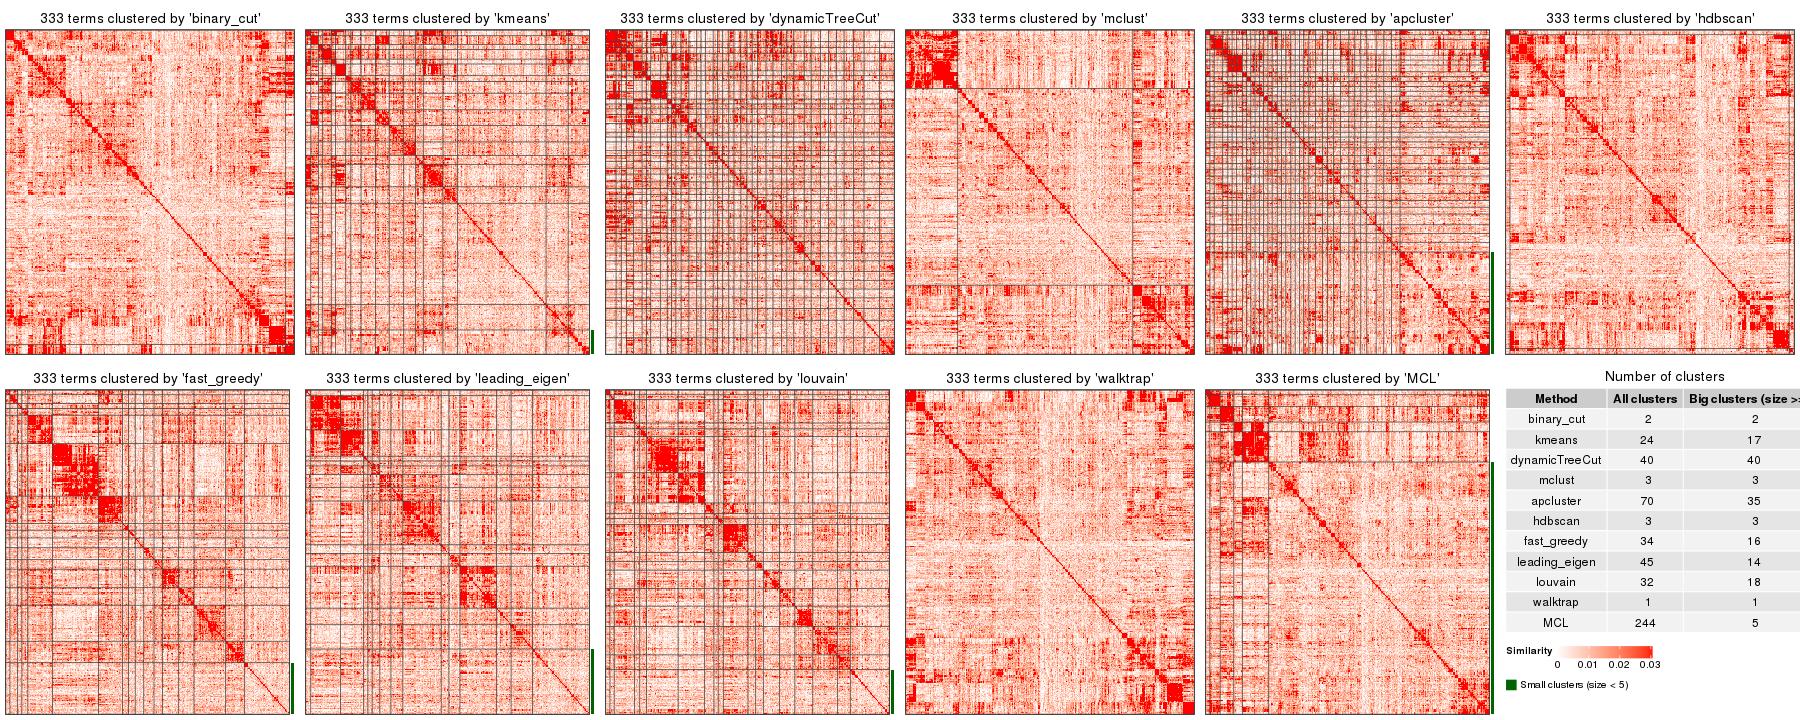 333 terms clustered by 'binary_cut'
333 terms clustered by 'kmeans'
333 terms clustered by 'dynamicTreeCut'
333 terms clustered by 'mclust'
333 terms clustered by 'apcluster'
333 terms clustered by 'hdbscan'
333 terms clustered by 'fast_greedy'
333 terms clustered by 'leading_eigen'
333 terms clustered by 'louvain'
333 terms clustered by 'walktrap'
333 terms clustered by 'MCL'
Number of clusters
Method All clusters Big clusters (size >=
binary_cut 2 2
kmeans 24 17
dynamicTreeCut 40 40
mclust 3 3
apcluster 70 35
hdbscan 3 3
fast_greedy 34 16
leading_eigen 45 14
louvain 32 18
walktrap 1 1
MCL 244 5
Similarity
0 0.01 0.02 0.03
Small clusters (size < 5)